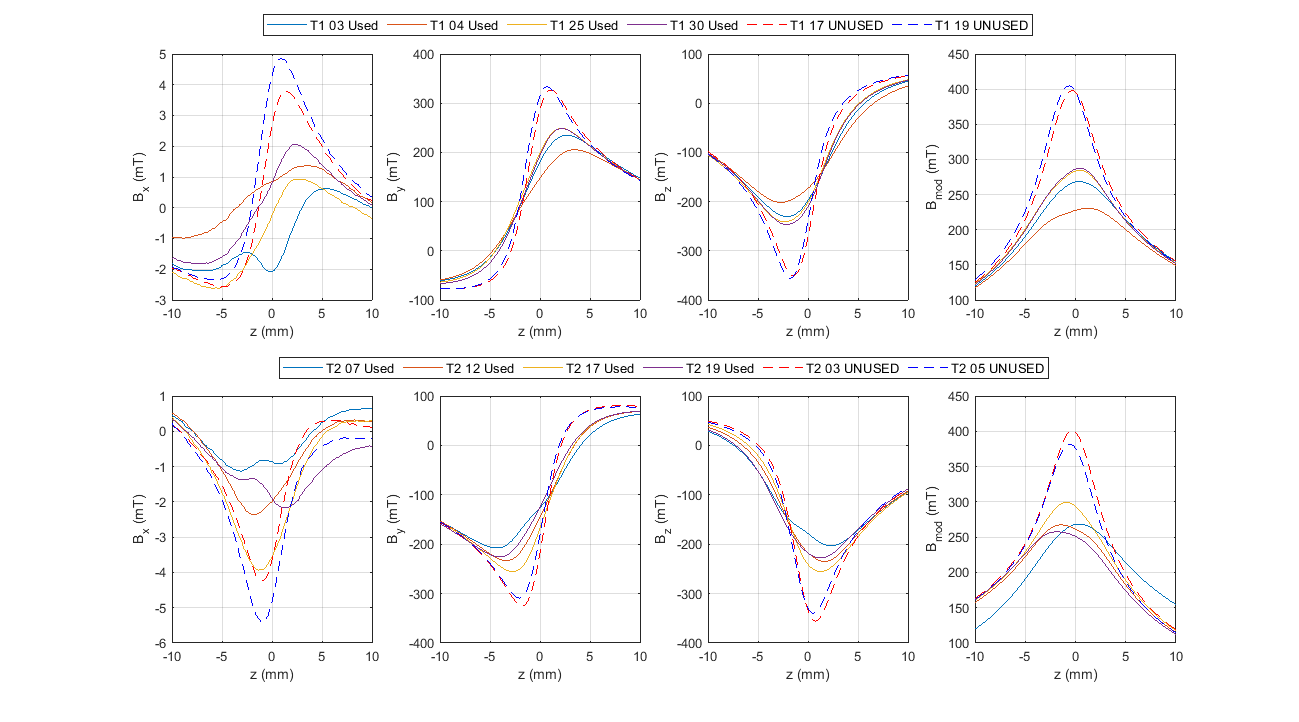 T1 03 Used T1 04 Used T1 25 Used T1 30 Used T1 17 UNUSED T1 19 UNUSED
5 4 3 2 1 0 -1 -2 -3
B_x (mT)
-10 -5 0 5 10
z (mm)
400 300 200 100 0 -100
B_y (mT)
-10 -5 0 5 10
z (mm)
100 0 -100 -200 -300 -400
B_z (mT)
-10 -5 0 5 10
z (mm)
450 400 350 300 250 200 150 100
B_mod (mT)
-10 -5 0 5 10
z (mm)
T2 07 Used T2 12 Used T2 17 Used T2 19 Used T2 03 UNUSED T2 05 UNUSED
1 0 -1 -2 -3 -4 -5 -6
B_x (mT)
-10 -5 0 5 10
z (mm)
100 0 -100 -200 -300 -400
B_y (mT)
-10 -5 0 5 10
z (mm)
100 0 -100 -200 -300 -400
B_z (mT)
-10 -5 0 5 10
z (mm)
450 400 350 300 250 200 150 100
B_mod (mT)
-10 -5 0 5 10
z (mm)